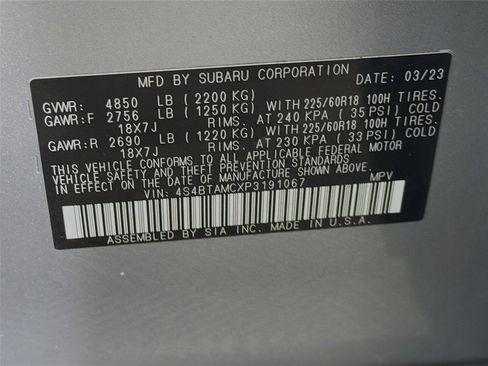 MFD BY SUBARU CORPORATION DATE: 03/23
GVWR: 4850 LB (2200 KG)
GAWR:F 2756 LB (1250 KG) WITH 225/60R18 100H TIRES,
18X7J RIMS, AT 240 KPA (35 PSI) COLD
GAWR:R 2690 LB (1220 KG) WITH 225/60R18 100H TIRES,
18X7J RIMS, AT 230 KPA (33 PSI) COLD
THIS VEHICLE CONFORMS TO ALL APPLICABLE FEDERAL MOTOR
VEHICLE SAFETY AND THEFT PREVENTION STANDARDS
IN EFFECT ON THE DATE OF MANUFACTURE SHOWN ABOVE.
VIN: 4S4BTAMCXP3191067 MPV
ASSEMBLED BY SIA INC. MADE IN U.S.A.